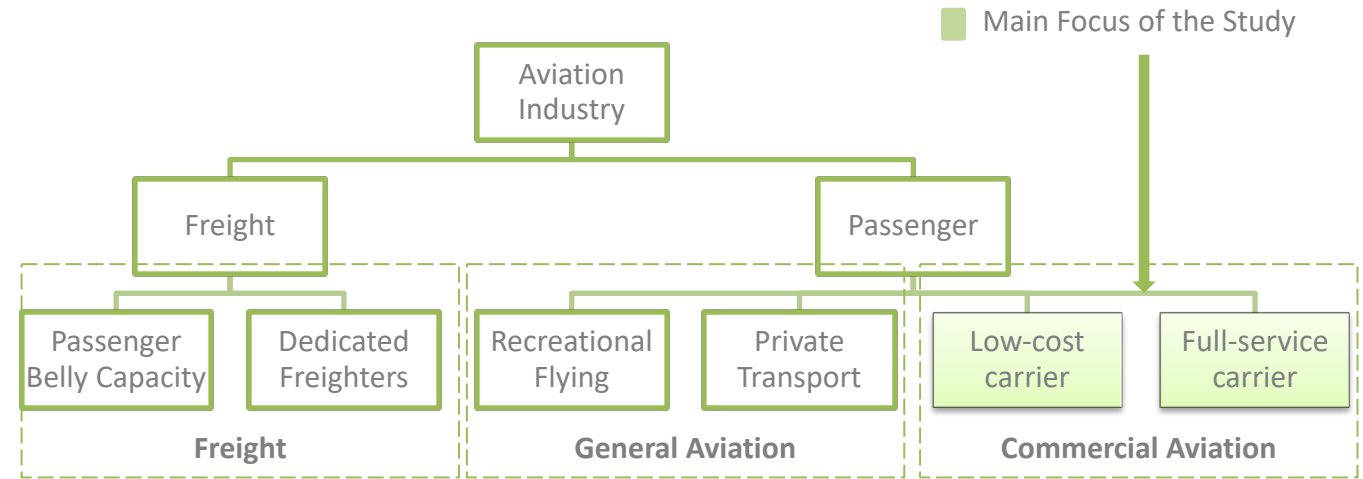 Main Focus of the Study
Aviation
Industry
Freight
Passenger
Passenger
Belly Capacity
Dedicated
Freighters
Recreational
Flying
Private
Transport
Low-cost
carrier
Full-service
carrier
Freight
General Aviation
Commercial Aviation